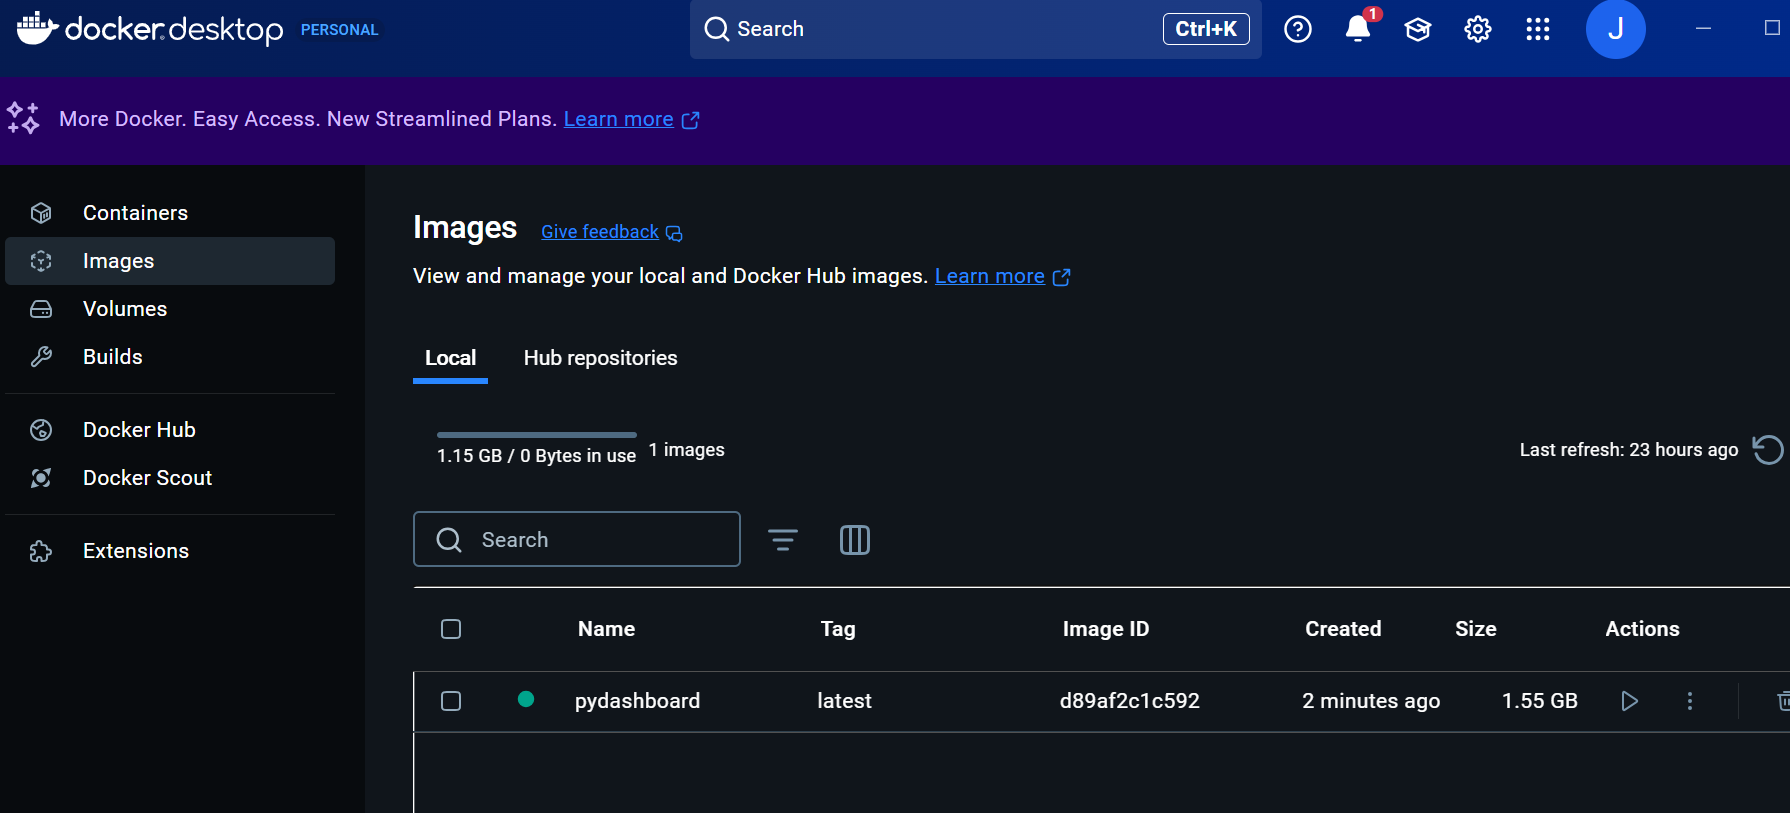 docker.desktop PERSONAL Search Ctrl+K 1 J
More Docker. Easy Access. New Streamlined Plans. Learn more
Containers
Images
Volumes
Builds
Docker Hub
Docker Scout
Extensions
Images Give feedback
View and manage your local and Docker Hub images. Learn more
Local Hub repositories
1.15 GB / 0 Bytes in use 1 images Last refresh: 23 hours ago
Search
Name Tag Image ID Created Size Actions
pydashboard latest d89af2c1c592 2 minutes ago 1.55 GB